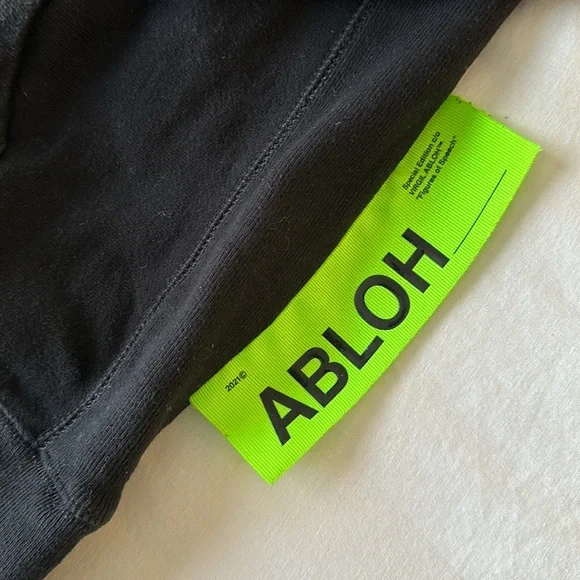 Special Edition c/o
VIRGIL ABLOH™
"Figures of Speech"
ABLOH
2021©